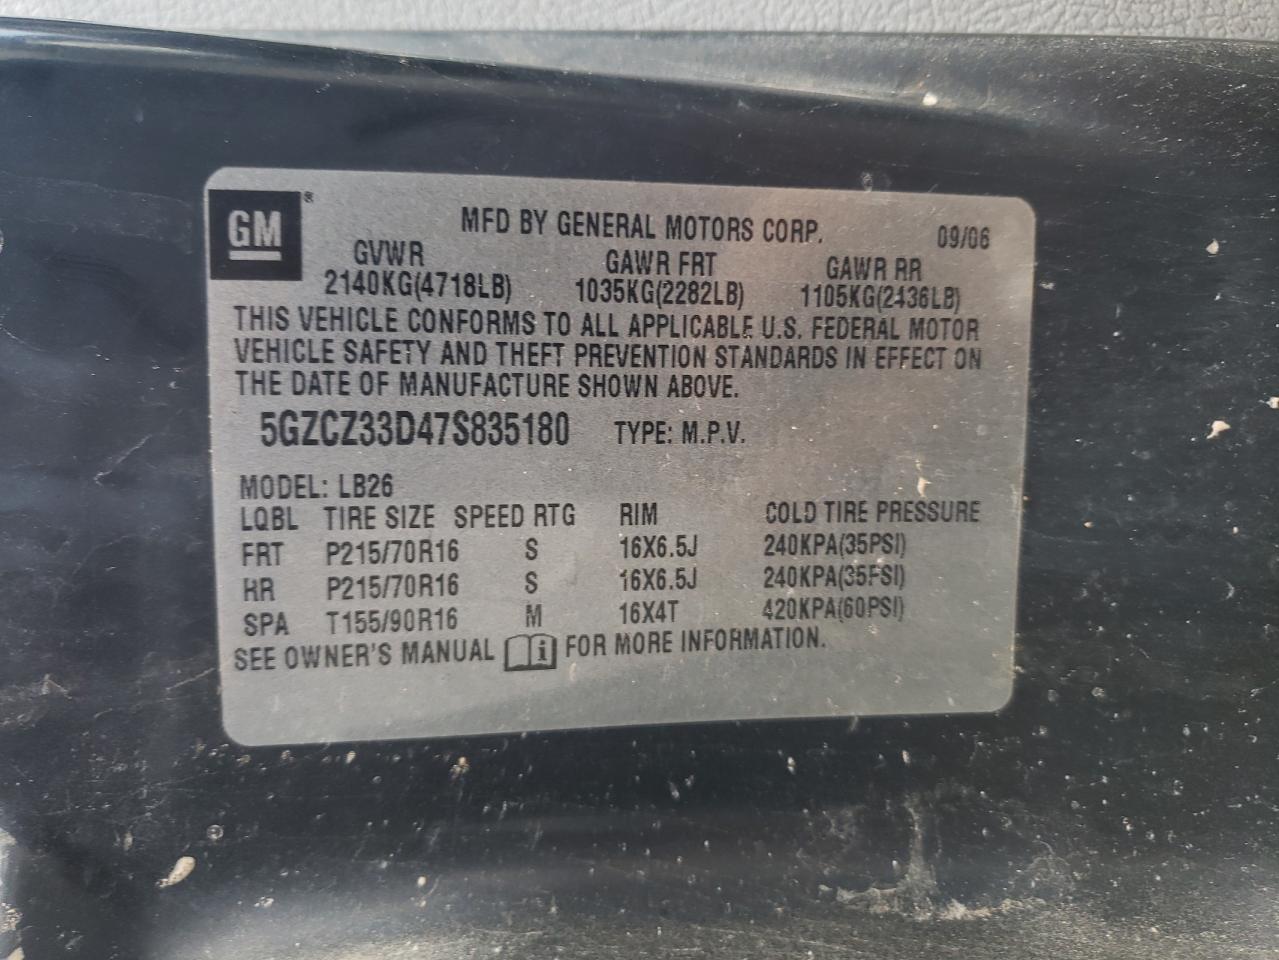 GM ®
MFD BY GENERAL MOTORS CORP. 09/06
GVWR GAWR FRT GAWR RR
2140KG(4718LB) 1035KG(2282LB) 1105KG(2436LB)
THIS VEHICLE CONFORMS TO ALL APPLICABLE U.S. FEDERAL MOTOR
VEHICLE SAFETY AND THEFT PREVENTION STANDARDS IN EFFECT ON
THE DATE OF MANUFACTURE SHOWN ABOVE.
5GZCZ33D47S835180 TYPE: M.P.V.
MODEL: LB26
LQBL TIRE SIZE SPEED RTG RIM COLD TIRE PRESSURE
FRT P215/70R16 S 16X6.5J 240KPA(35PSI)
RR P215/70R16 S 16X6.5J 240KPA(35PSI)
SPA T155/90R16 M 16X4T 420KPA(60PSI)
SEE OWNER'S MANUAL i FOR MORE INFORMATION.